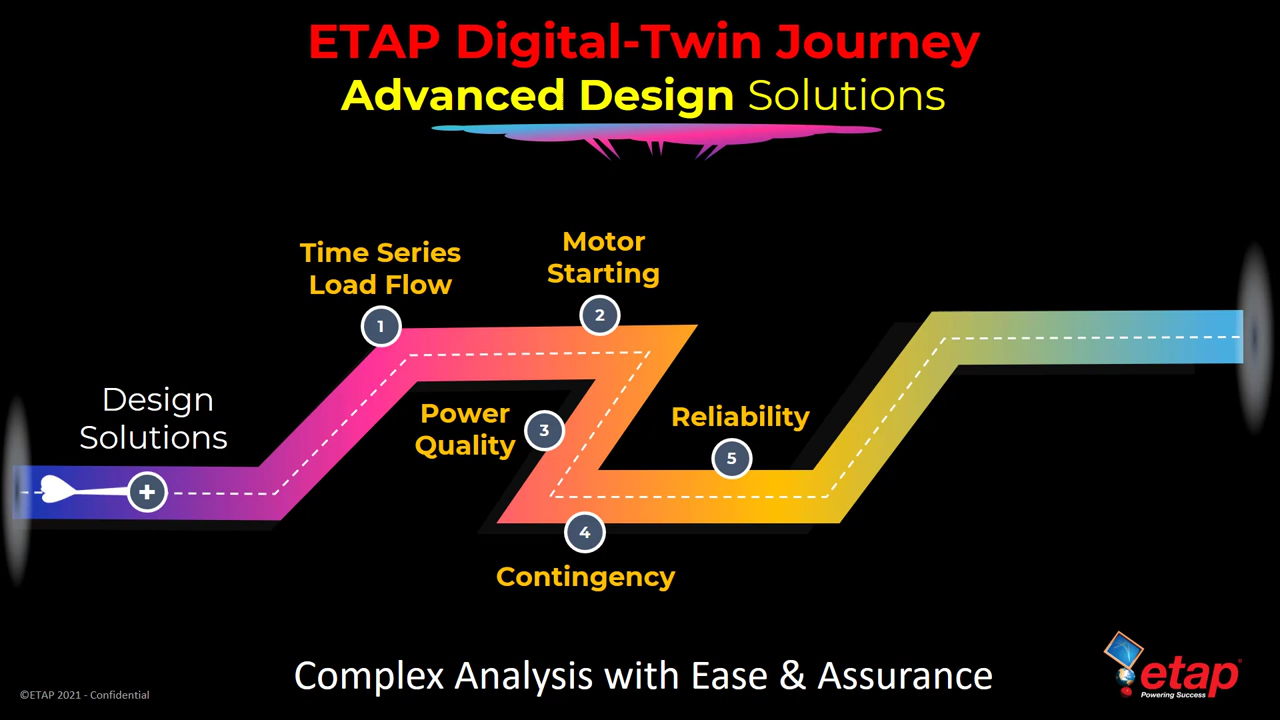 ETAP Digital-Twin Journey
Advanced Design Solutions
Time Series
Load Flow
1
Motor
Starting
2
Design
Solutions
+
Power
Quality
3
Reliability
5
4
Contingency
Complex Analysis with Ease & Assurance
©ETAP 2021 - Confidential
etap®
Powering Success